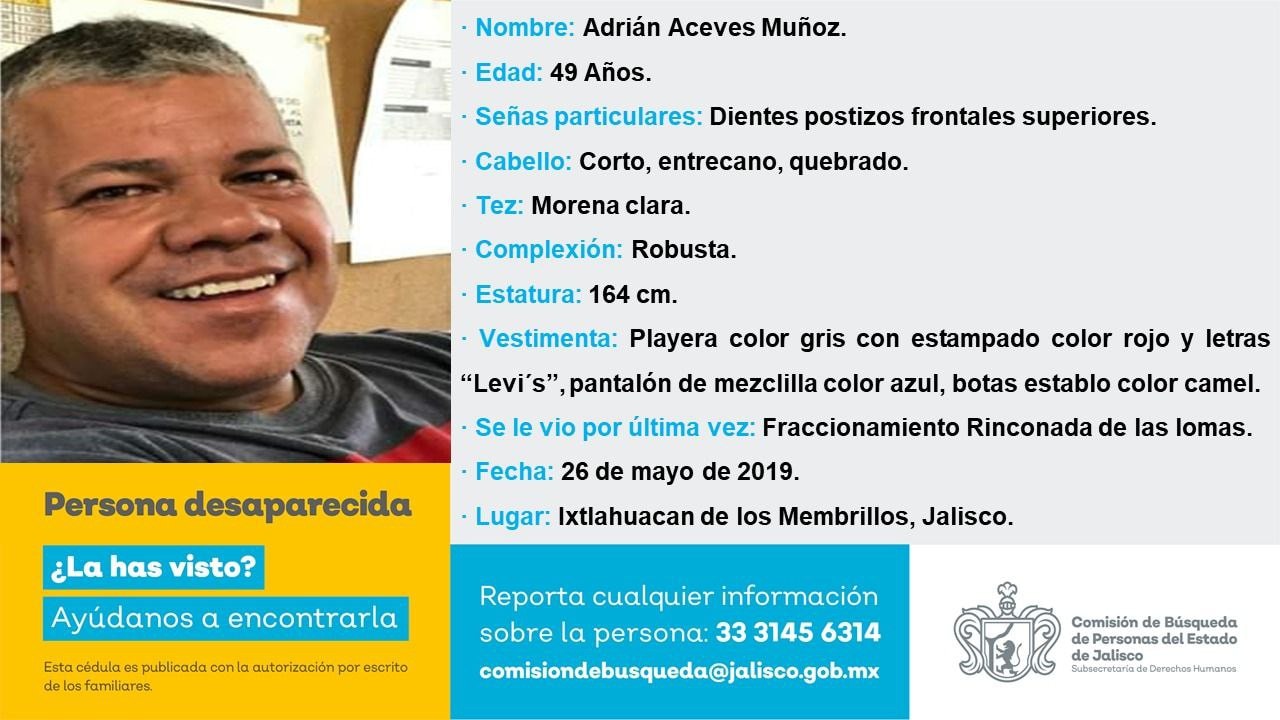 · Nombre: Adrián Aceves Muñoz.
· Edad: 49 Años.
· Señas particulares: Dientes postizos frontales superiores.
· Cabello: Corto, entrecano, quebrado.
· Tez: Morena clara.
· Complexión: Robusta.
· Estatura: 164 cm.
· Vestimenta: Playera color gris con estampado color rojo y letras
“Levi´s”, pantalón de mezclilla color azul, botas establo color camel.
· Se le vio por última vez: Fraccionamiento Rinconada de las lomas.
· Fecha: 26 de mayo de 2019.
· Lugar: Ixtlahuacan de los Membrillos, Jalisco.
Persona desaparecida
¿La has visto?
Ayúdanos a encontrarla
Esta cédula es publicada con la autorización por escrito
de los familiares.
Reporta cualquier información
sobre la persona: 33 3145 6314
comisiondebusqueda@jalisco.gob.mx
Comisión de Búsqueda
de Personas del Estado
de Jalisco
Subsecretaría de Derechos Humanos